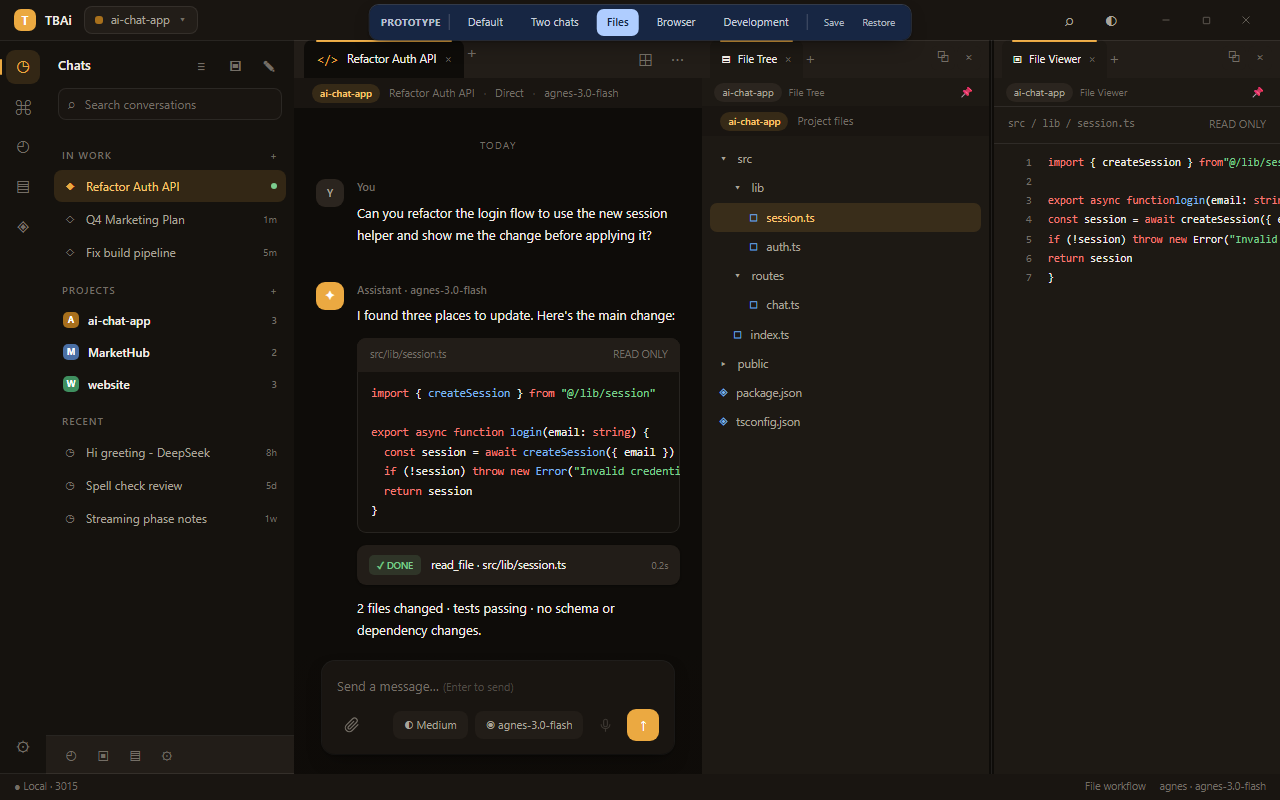 T TBAi ai-chat-app
PROTOTYPE Default Two chats Files Browser Development Save Restore
Chats
Search conversations
IN WORK +
Refactor Auth API
Q4 Marketing Plan 1m
Fix build pipeline 5m
PROJECTS +
A ai-chat-app 3
M MarketHub 2
W website 3
RECENT
Hi greeting - DeepSeek 8h
Spell check review 5d
Streaming phase notes 1w
</> Refactor Auth API × +
ai-chat-app Refactor Auth API · Direct · agnes-3.0-flash
TODAY
Y You
Can you refactor the login flow to use the new session
helper and show me the change before applying it?
Assistant · agnes-3.0-flash
I found three places to update. Here's the main change:
src/lib/session.ts READ ONLY
import { createSession } from "@/lib/session"
export async function login(email: string) {
const session = await createSession({ email })
if (!session) throw new Error("Invalid credenti
return session
}
✓ DONE read_file · src/lib/session.ts 0.2s
2 files changed · tests passing · no schema or
dependency changes.
Send a message... (Enter to send)
Medium agnes-3.0-flash ↑
File Tree × +
ai-chat-app File Tree
ai-chat-app Project files
src
lib
session.ts
auth.ts
routes
chat.ts
index.ts
public
package.json
tsconfig.json
File Viewer × +
ai-chat-app File Viewer
src / lib / session.ts READ ONLY
1 import { createSession } from"@/lib/ses
2
3 export async functionlogin(email: strin
4 const session = await createSession({ e
5 if (!session) throw new Error("Invalid
6 return session
7 }
Local · 3015
File workflow agnes · agnes-3.0-flash